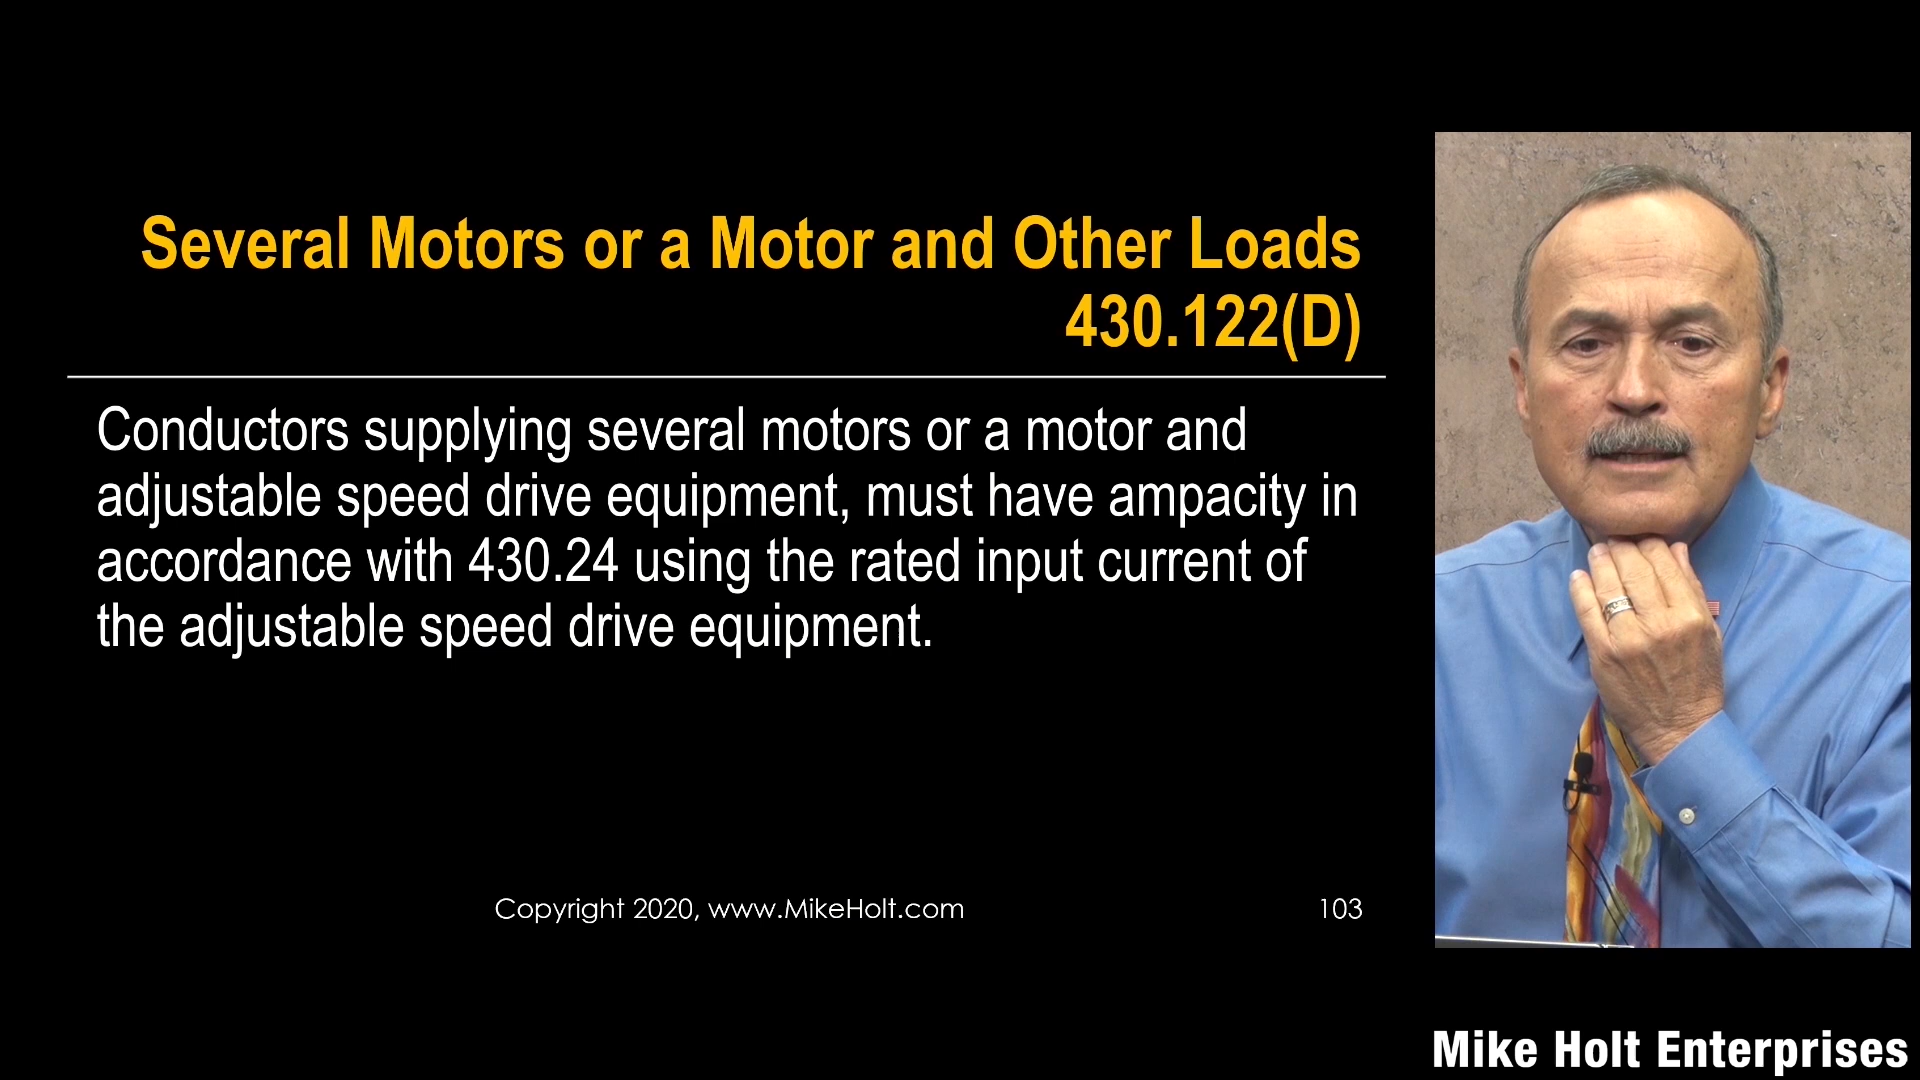 Several Motors or a Motor and Other Loads
430.122(D)
Conductors supplying several motors or a motor and
adjustable speed drive equipment, must have ampacity in
accordance with 430.24 using the rated input current of
the adjustable speed drive equipment.
Copyright 2020, www.MikeHolt.com
103
Mike Holt Enterprises